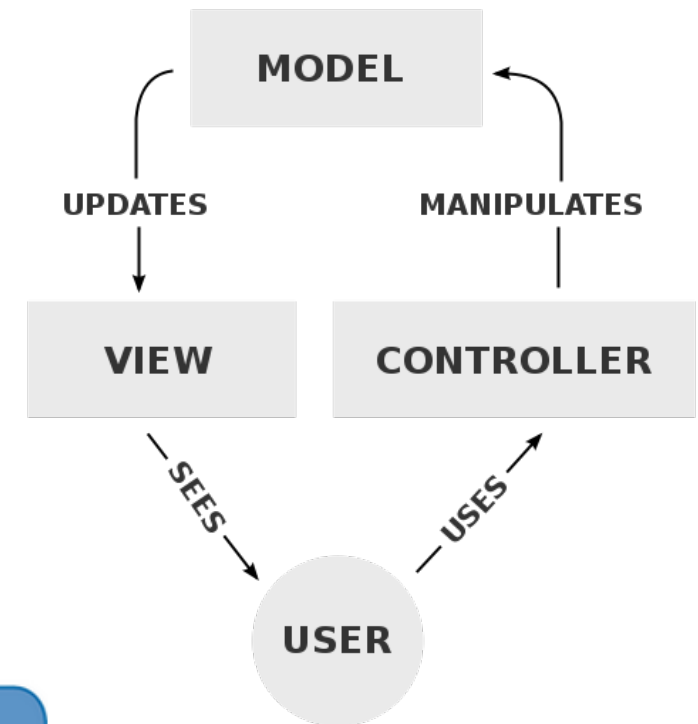 MODEL
UPDATES
MANIPULATES
VIEW
CONTROLLER
SEES
USES
USER